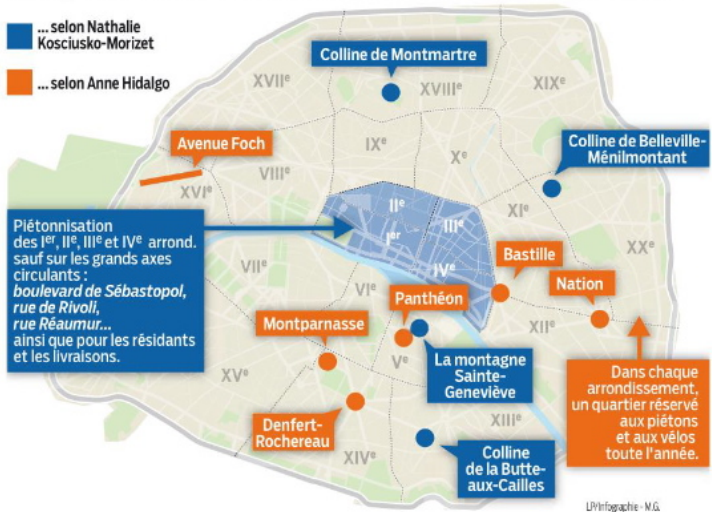 ... selon Nathalie
Kosciusko-Morizet
... selon Anne Hidalgo
Colline de Montmartre
XVIIe
XVIIIe
XIXe
Avenue Foch
IXe
Xe
Colline de Belleville-
Ménilmontant
VIIIe
XVIe
XIe
XXe
Piétonnisation
des Ier, IIe, IIIe et IVe arrond.
sauf sur les grands axes
circulants :
boulevard de Sébastopol,
rue de Rivoli,
rue Réaumur...
ainsi que pour les résidants
et les livraisons.
IIe
Ier
IIIe
IVe
Bastille
Nation
VIIe
VIe
Panthéon
XIIe
Montparnasse
La montagne
Sainte-
Geneviève
Ve
XVe
Denfert-
Rochereau
XIVe
XIIIe
Colline
de la Butte-
aux-Cailles
Dans chaque
arrondissement,
un quartier réservé
aux piétons
et aux vélos
toute l'année.
LP/Infographie - M.G.